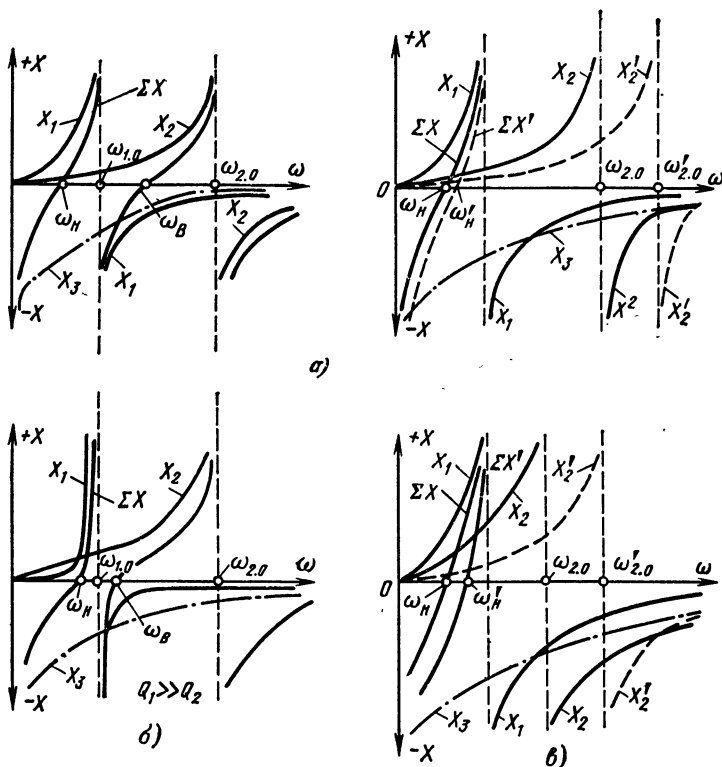 +X
X₁
ΣX
X₂
ω₁.₀
ω₂.₀
ω
ωн
ωв
X₂
X₃
X₁
-X
+X
X₁
X₂
X₂'
ΣX
ΣX'
ω₂.₀
ω'₂.₀
ω
0
ωн
ω'н
X₃
X₁
X²
X₂'
-X
а)
+X
X₁
ΣX
X₂
ω₁.₀
ω₂.₀
ω
ωн
ωв
X₃
Q₁>>Q₂
-X
б)
+X
X₁
ΣX'
X₂'
ΣX
X₂
ω₂.₀
ω'₂.₀
ω
0
ωн
ω'н
X₃
X₁
X₂
X₂'
-X
в)